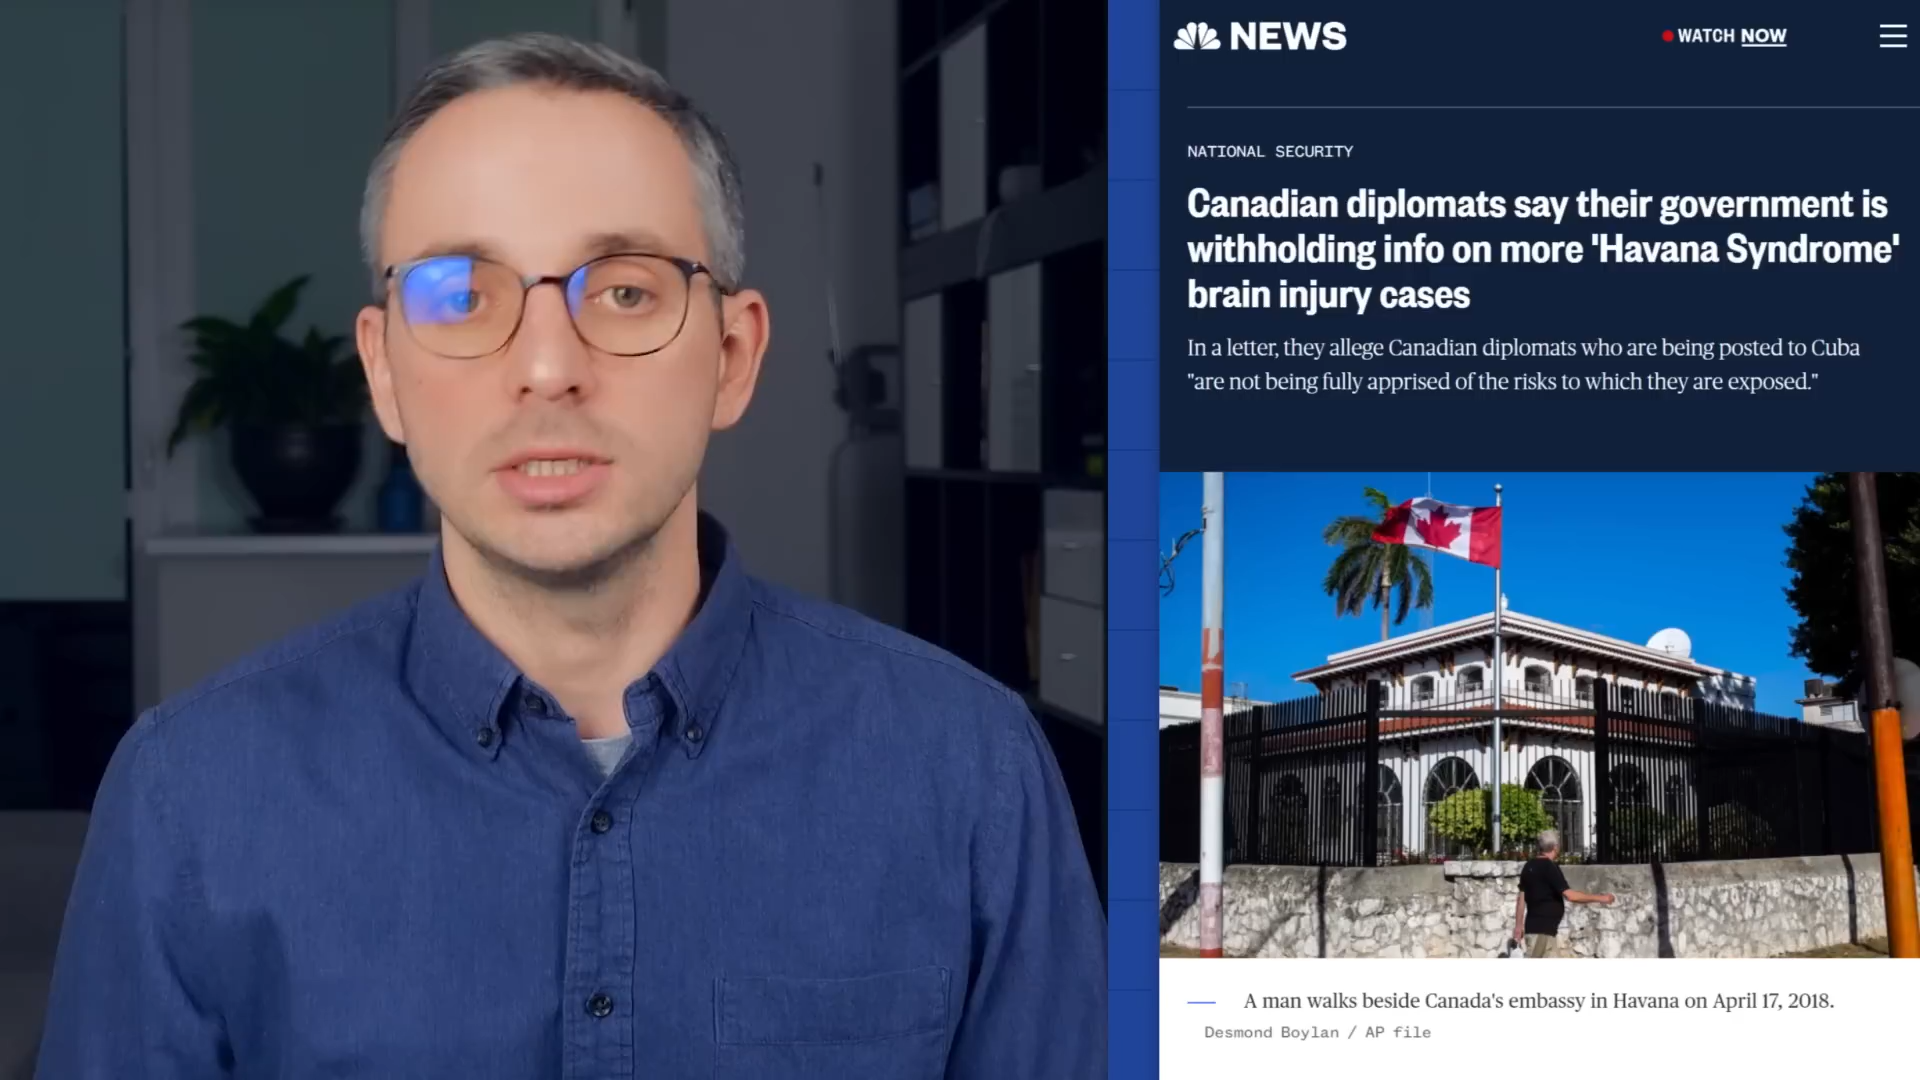 NEWS
WATCH NOW
NATIONAL SECURITY
Canadian diplomats say their government is
withholding info on more 'Havana Syndrome'
brain injury cases
In a letter, they allege Canadian diplomats who are being posted to Cuba
"are not being fully apprised of the risks to which they are exposed."
A man walks beside Canada's embassy in Havana on April 17, 2018.
Desmond Boylan / AP file